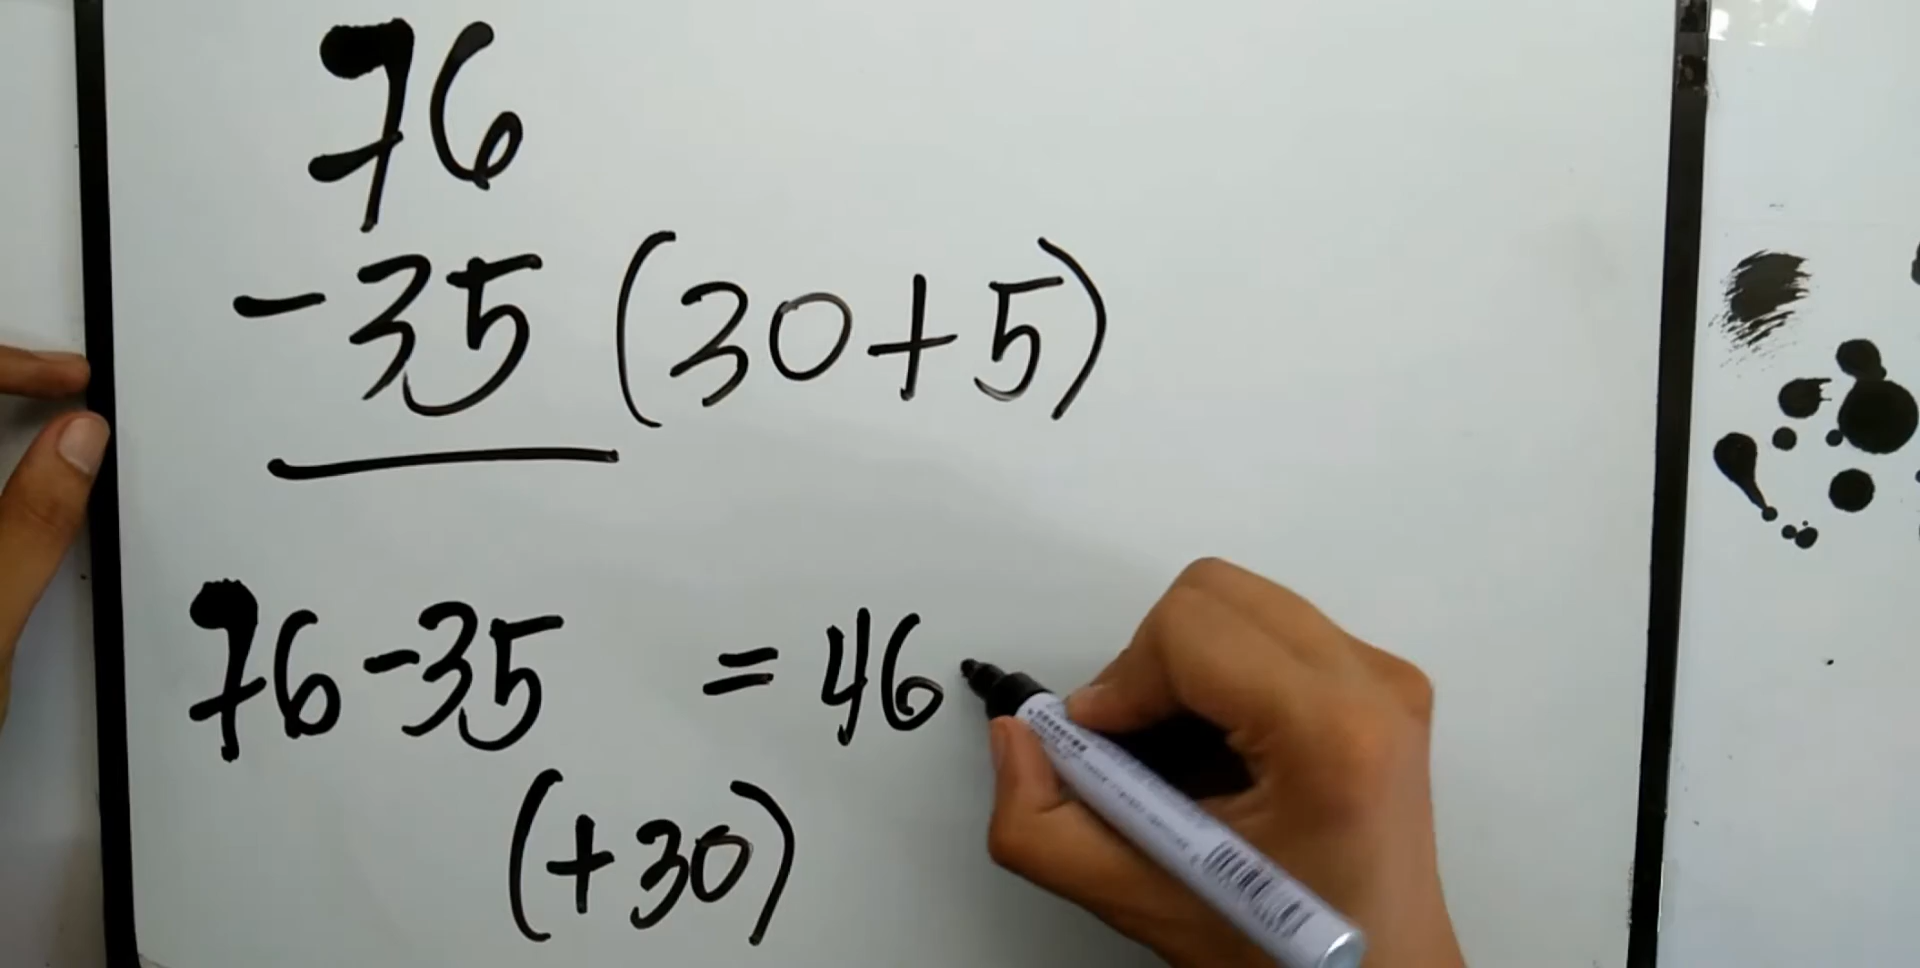 76
-35 (30+5)
76-35 = 46
(+30)